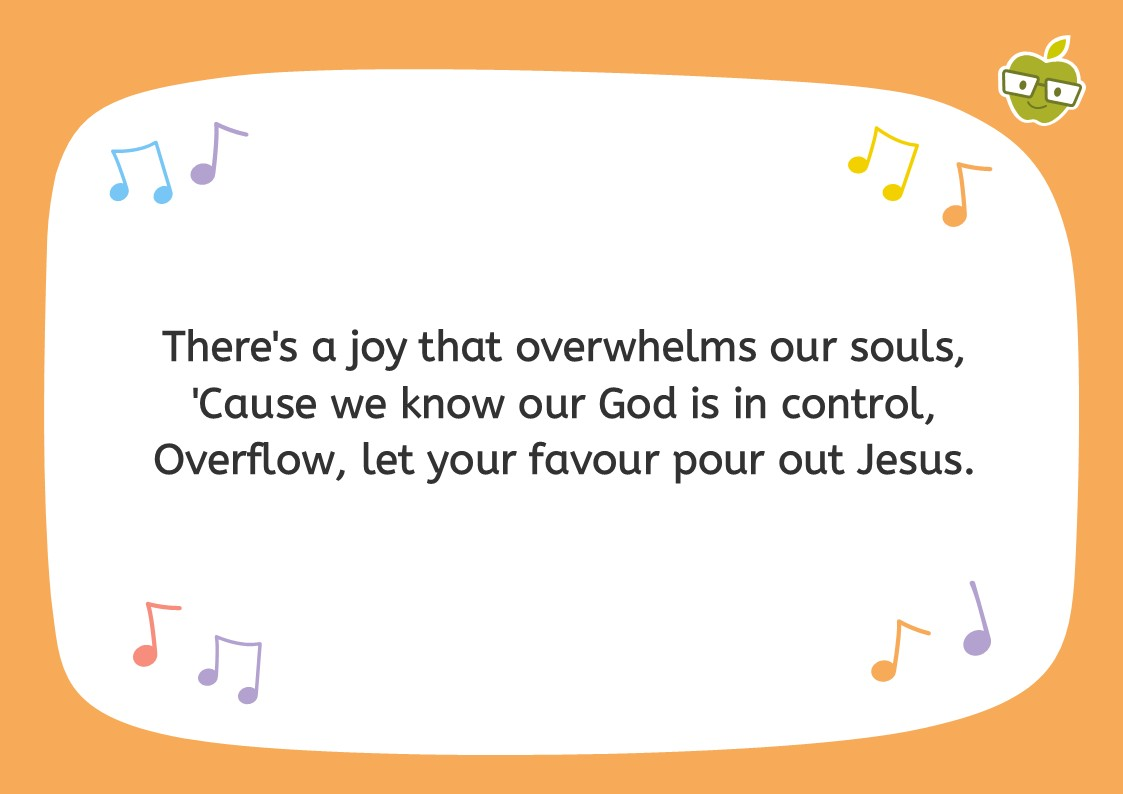 There's a joy that overwhelms our souls,
'Cause we know our God is in control,
Overflow, let your favour pour out Jesus.